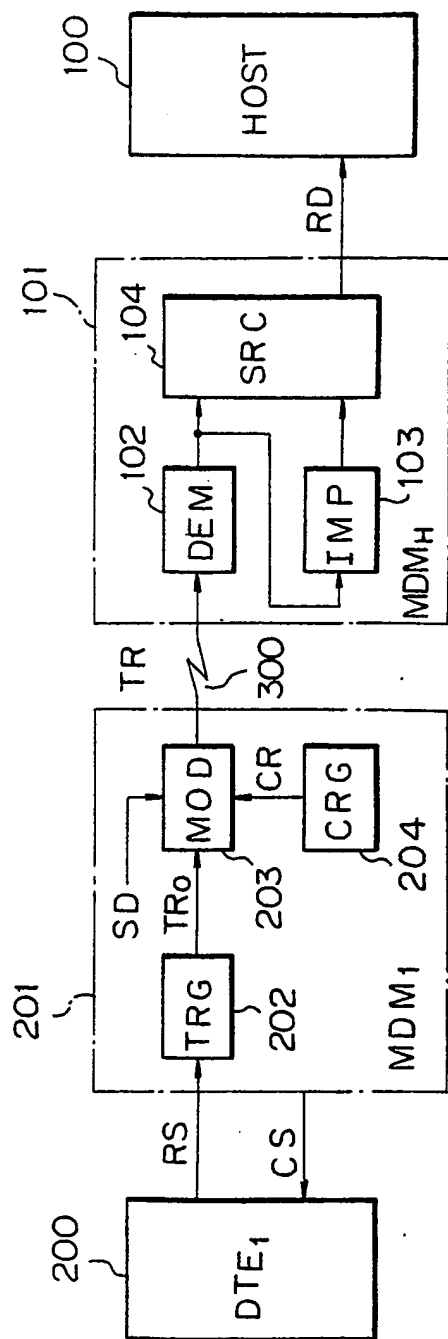 200
DTE1
RS
CS
201
SD
TRG
202
TR0
MOD
203
CR
CRG
204
MDM1
TR
300
101
DEM
102
IMP
103
SRC
104
MDMH
RD
HOST
100